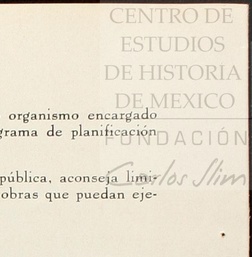 CENTRO DE
ESTUDIOS
DE HISTORIA
DE MEXICO
FUNDACIÓN
Carlos Slim
organismo encargado
grama de planificación
pública, aconseja limi-
obras que puedan eje-